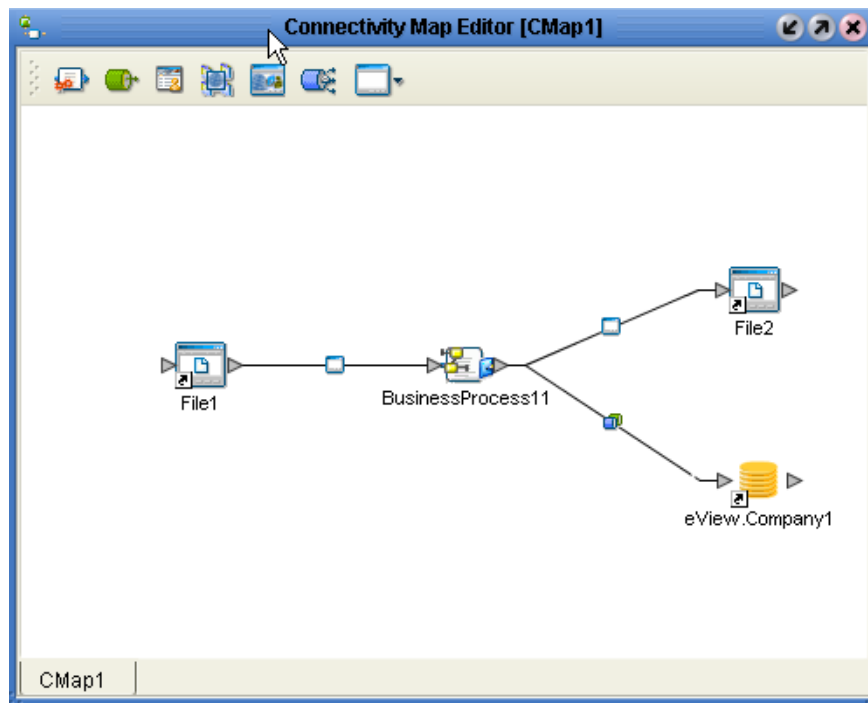 Connectivity Map Editor [CMap1]
File2
File1
BusinessProcess11
eView.Company1
CMap1